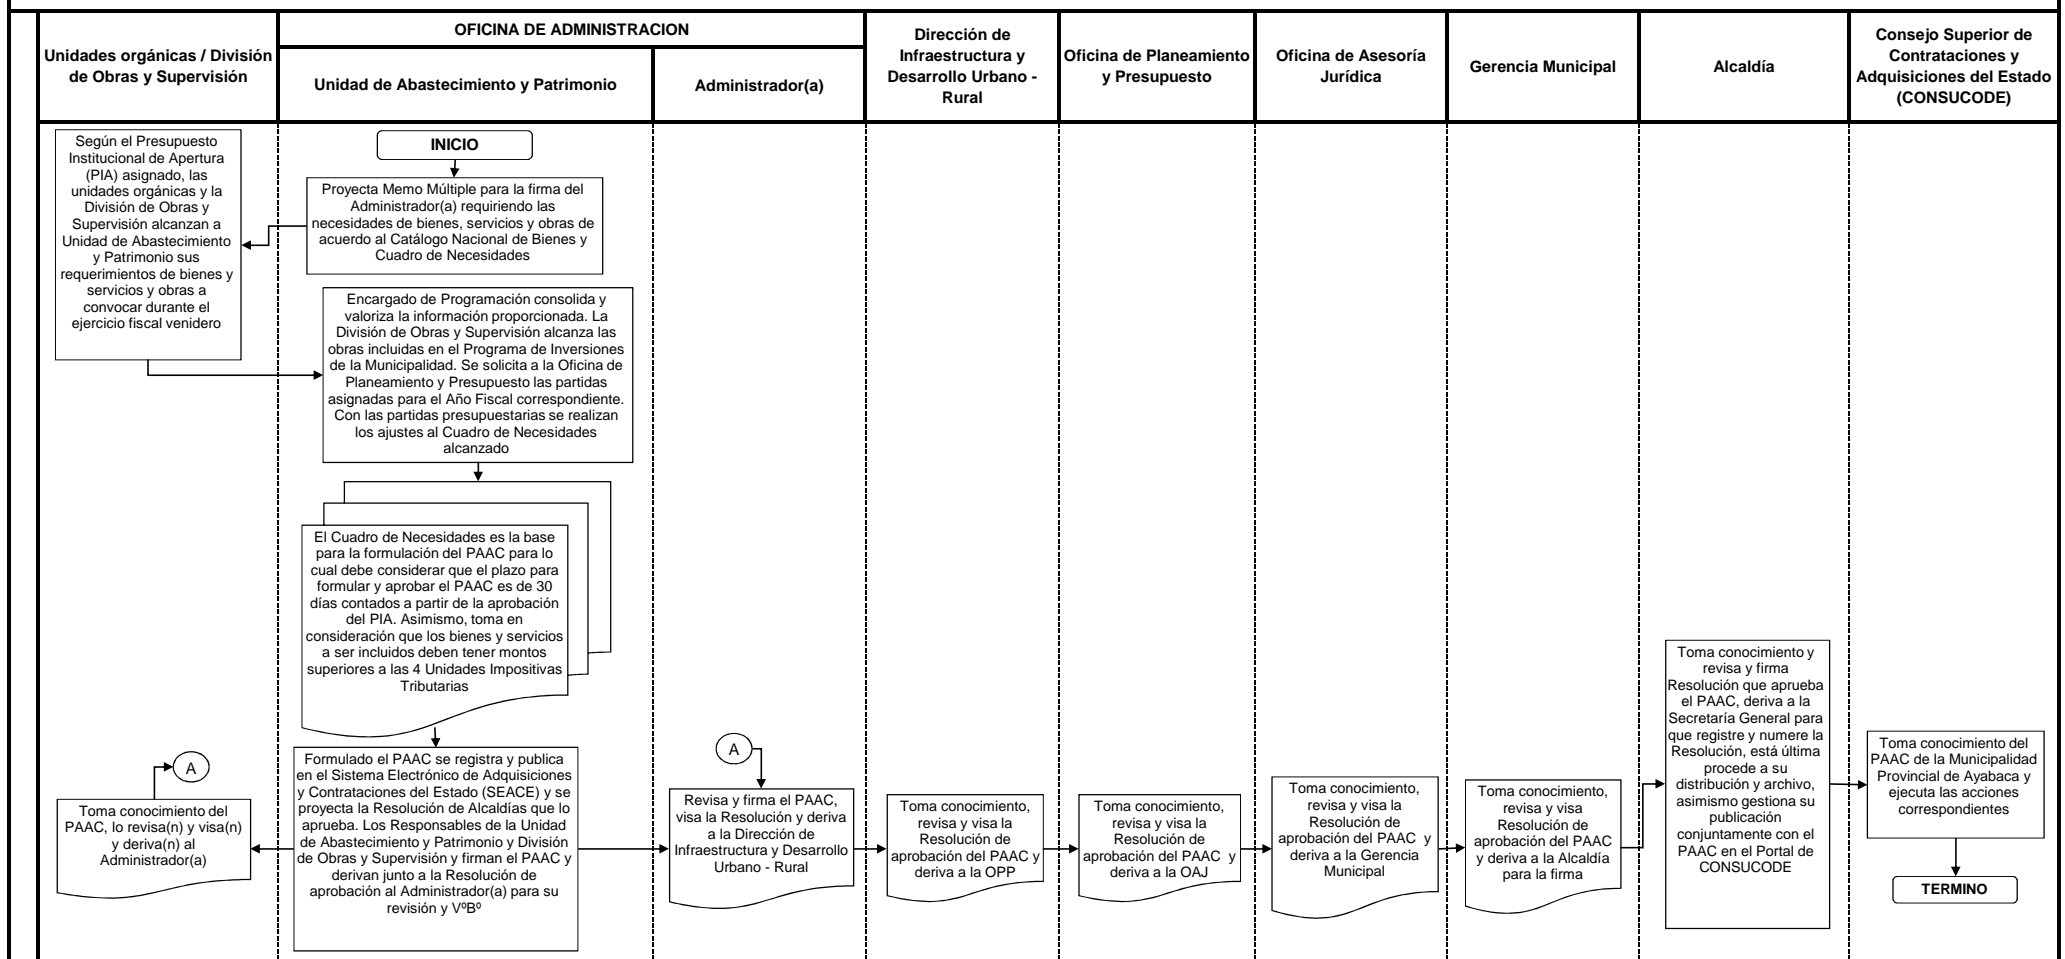 OFICINA DE ADMINISTRACION
Unidades orgánicas / División
de Obras y Supervisión
Unidad de Abastecimiento y Patrimonio
Administrador(a)
Dirección de
Infraestructura y
Desarrollo Urbano -
Rural
Oficina de Planeamiento
y Presupuesto
Oficina de Asesoría
Jurídica
Gerencia Municipal
Alcaldía
Consejo Superior de
Contrataciones y
Adquisiciones del Estado
(CONSUCODE)
INICIO
Proyecta Memo Múltiple para la firma del
Administrador(a) requiriendo las
necesidades de bienes, servicios y obras de
acuerdo al Catálogo Nacional de Bienes y
Cuadro de Necesidades
Según el Presupuesto
Institucional de Apertura
(PIA) asignado, las
unidades orgánicas y la
División de Obras y
Supervisión alcanzan a
Unidad de Abastecimiento
y Patrimonio sus
requerimientos de bienes y
servicios y obras a
convocar durante el
ejercicio fiscal venidero
Encargado de Programación consolida y
valoriza la información proporcionada. La
División de Obras y Supervisión alcanza las
obras incluidas en el Programa de Inversiones
de la Municipalidad. Se solicita a la Oficina de
Planeamiento y Presupuesto las partidas
asignadas para el Año Fiscal correspondiente.
Con las partidas presupuestarias se realizan
los ajustes al Cuadro de Necesidades
alcanzado
El Cuadro de Necesidades es la base
para la formulación del PAAC para lo
cual debe considerar que el plazo para
formular y aprobar el PAAC es de 30
días contados a partir de la aprobación
del PIA. Asimismo, toma en
consideración que los bienes y servicios
a ser incluidos deben tener montos
superiores a las 4 Unidades Impositivas
Tributarias
Formulado el PAAC se registra y publica
en el Sistema Electrónico de Adquisiciones
y Contrataciones del Estado (SEACE) y se
proyecta la Resolución de Alcaldías que lo
aprueba. Los Responsables de la Unidad
de Abastecimiento y Patrimonio y División
de Obras y Supervisión y firman el PAAC y
derivan junto a la Resolución de
aprobación al Administrador(a) para su
revisión y VºBº
A
Toma conocimiento del
PAAC, lo revisa(n) y visa(n)
y deriva(n) al
Administrador(a)
A
Revisa y firma el PAAC,
visa la Resolución y deriva
a la Dirección de
Infraestructura y Desarrollo
Urbano - Rural
Toma conocimiento,
revisa y visa la
Resolución de
aprobación del PAAC y
deriva a la OPP
Toma conocimiento,
revisa y visa la
Resolución de
aprobación del PAAC y
deriva a la OAJ
Toma conocimiento,
revisa y visa la
Resolución de
aprobación del PAAC y
deriva a la Gerencia
Municipal
Toma conocimiento,
revisa y visa
Resolución de
aprobación del PAAC
y deriva a la Alcaldía
para la firma
Toma conocimiento y
revisa y firma
Resolución que aprueba
el PAAC, deriva a la
Secretaría General para
que registre y numere la
Resolución, está última
procede a su
distribución y archivo,
asimismo gestiona su
publicación
conjuntamente con el
PAAC en el Portal de
CONSUCODE
Toma conocimiento del
PAAC de la Municipalidad
Provincial de Ayabaca y
ejecuta las acciones
correspondientes
TERMINO